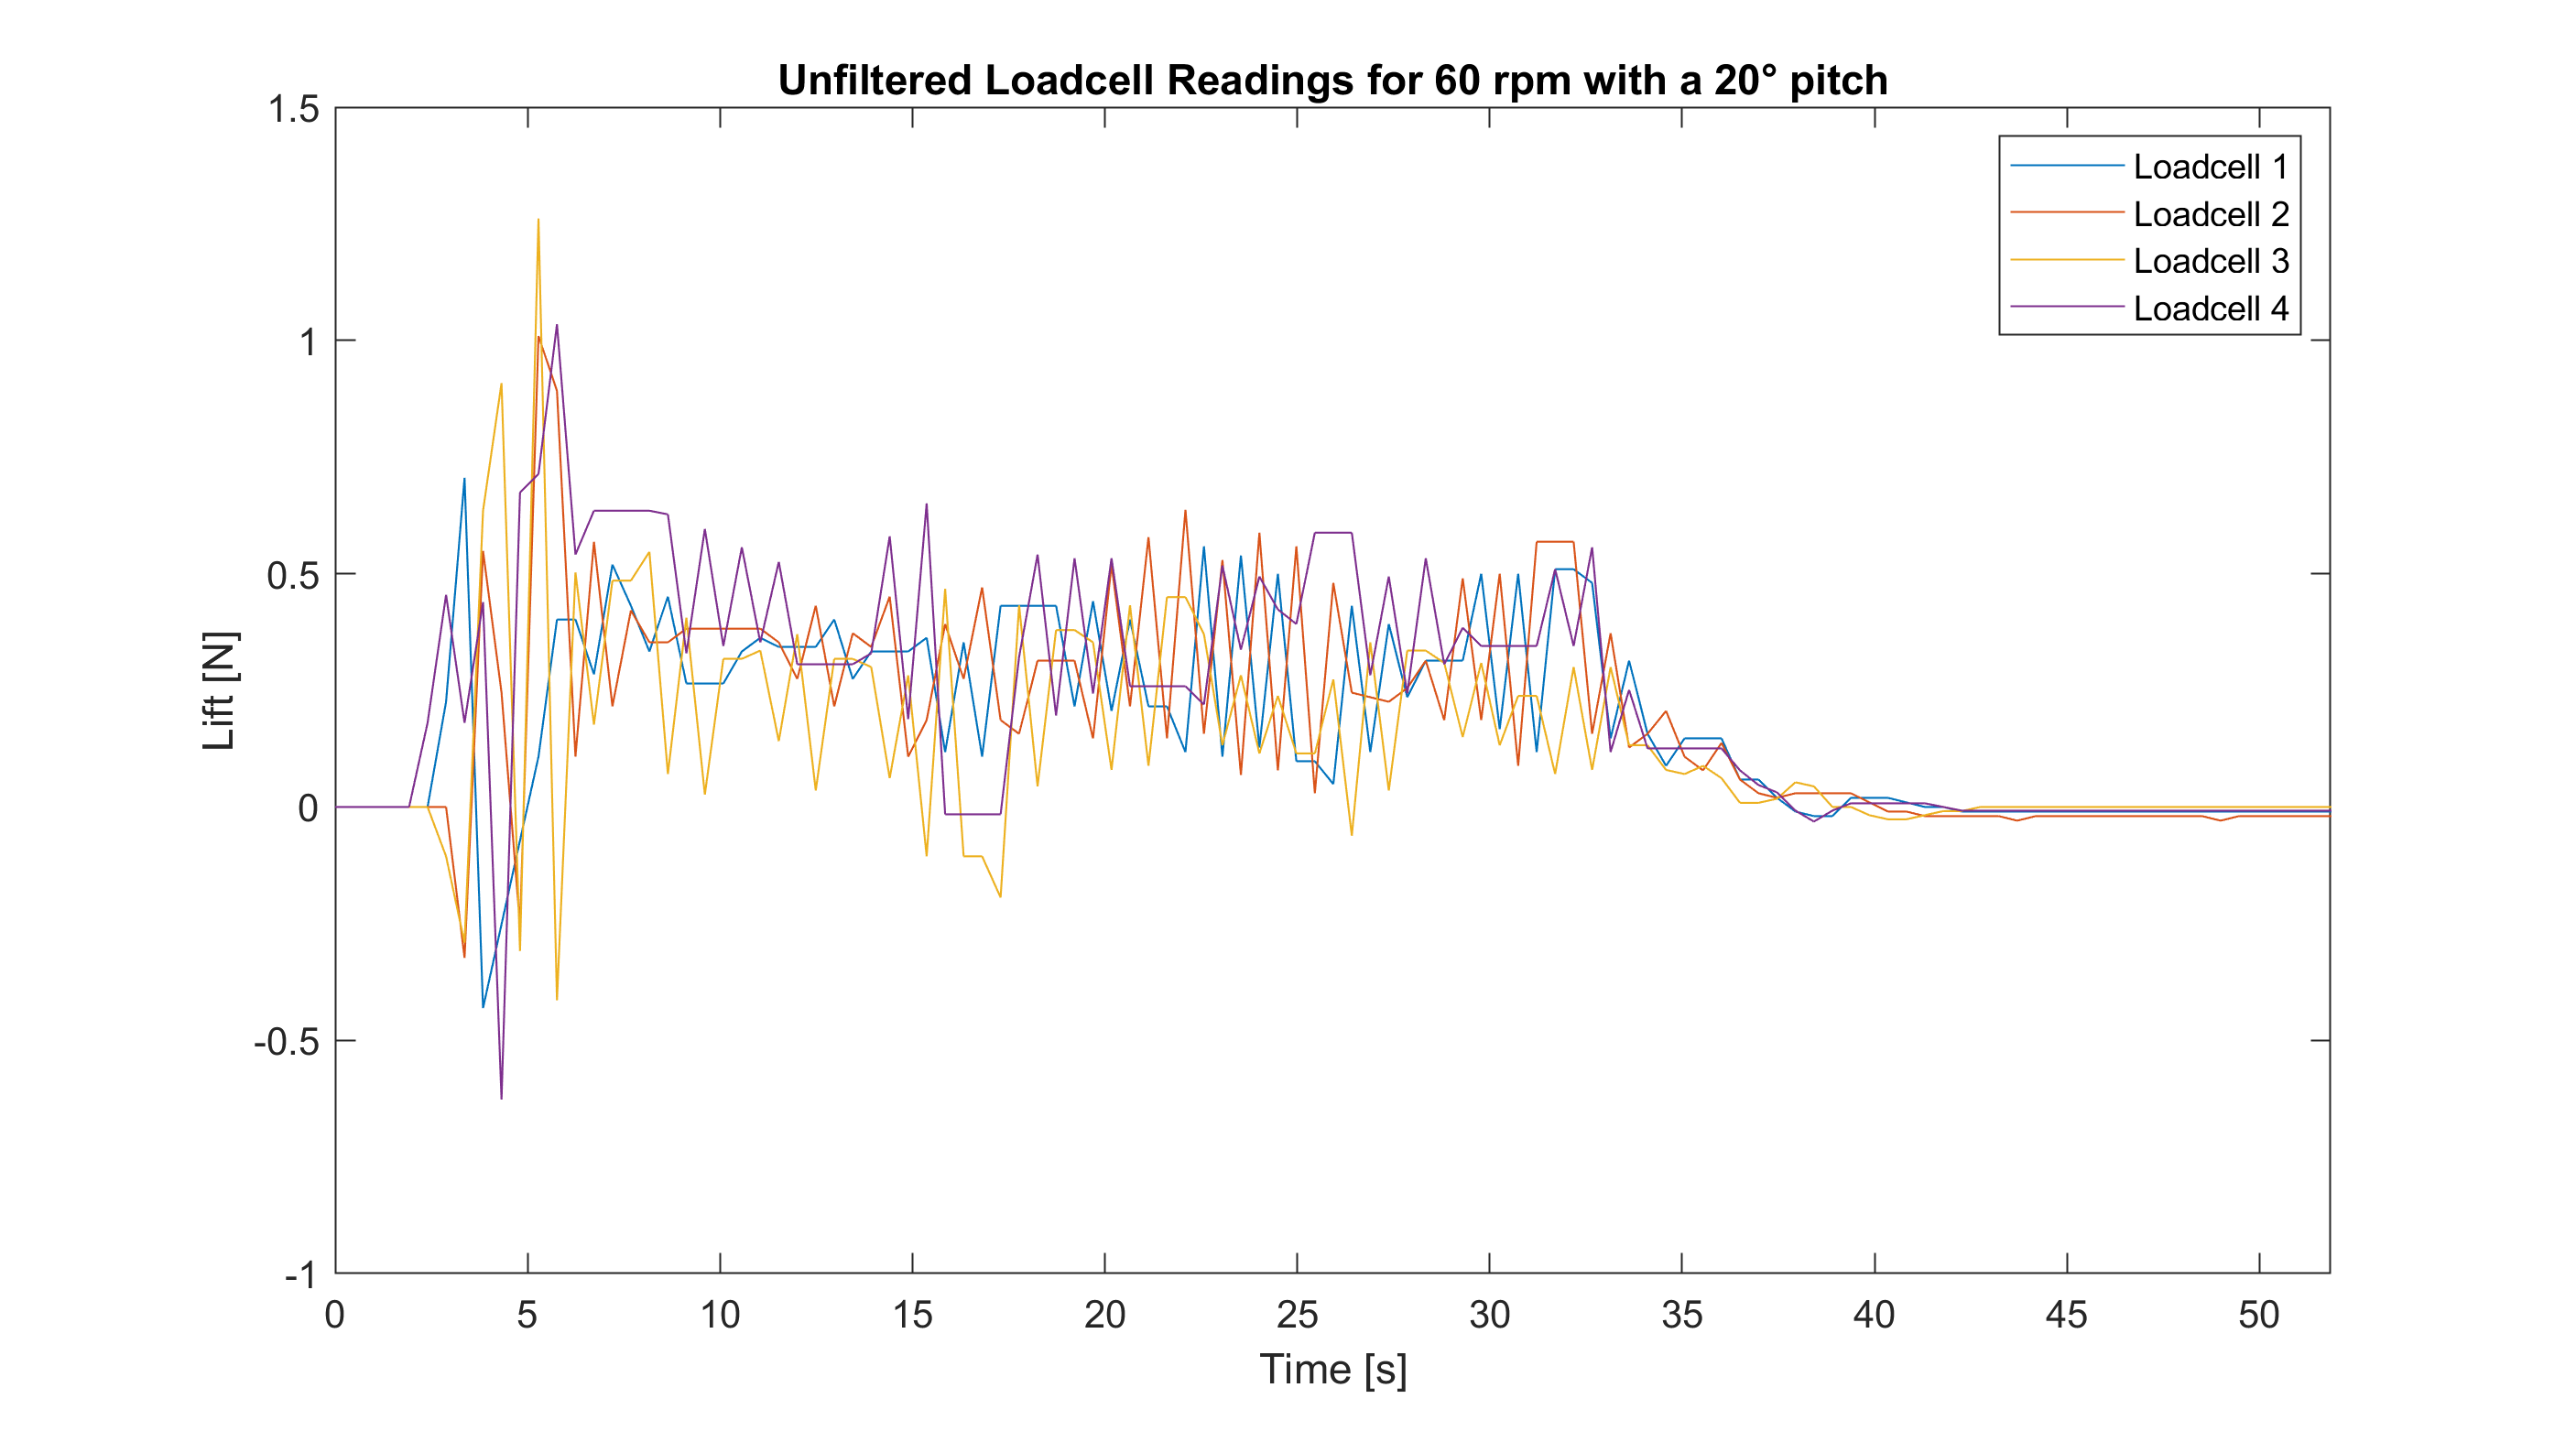 Unfiltered Loadcell Readings for 60 rpm with a 20° pitch
1.5
1
0.5
0
-0.5
-1
Lift [N]
Loadcell 1
Loadcell 2
Loadcell 3
Loadcell 4
0 5 10 15 20 25 30 35 40 45 50
Time [s]